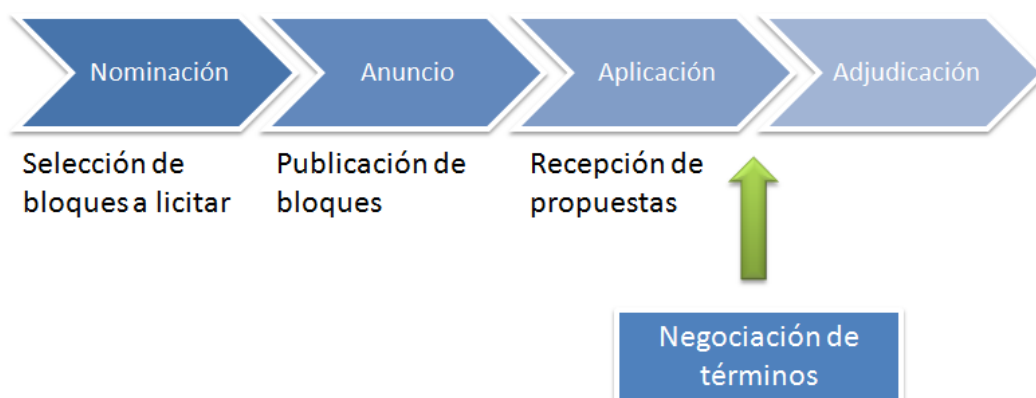 Nominación
Anuncio
Aplicación
Adjudicación
Selección de
bloques a licitar
Publicación de
bloques
Recepción de
propuestas
Negociación de
términos